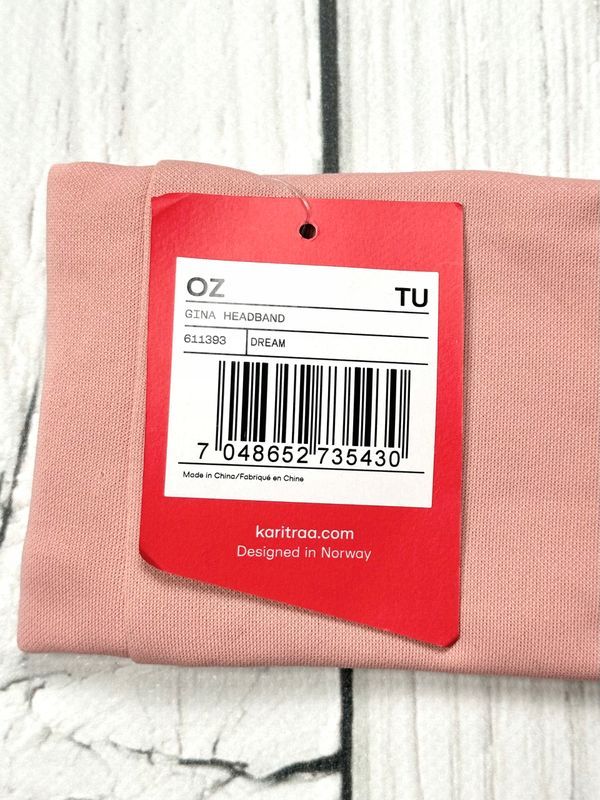 OZ TU
GINA HEADBAND
611393 DREAM
7 048652 735430
Made in China/Fabriqué en Chine
karitraa.com
Designed in Norway